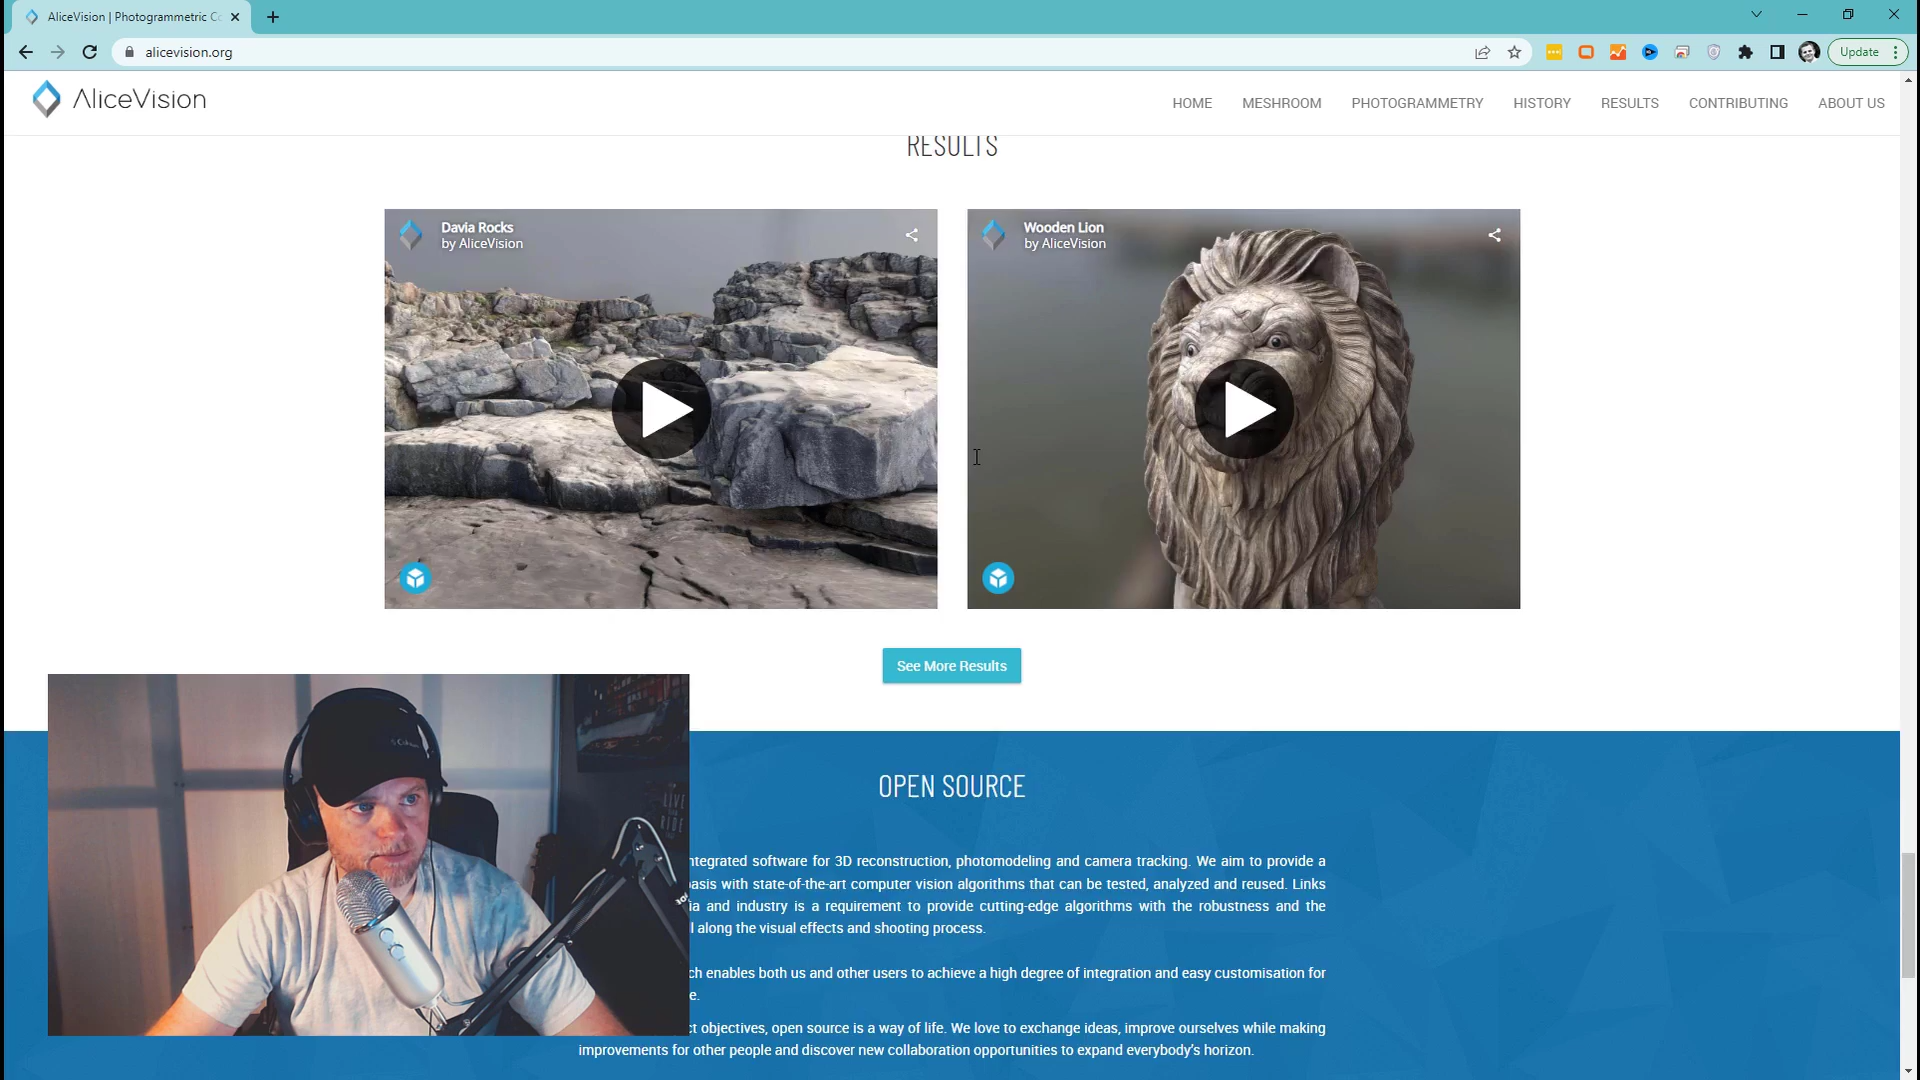 AliceVision | Photogrammetric Co
alicevision.org
Update
AliceVision
HOME MESHROOM PHOTOGRAMMETRY HISTORY RESULTS CONTRIBUTING ABOUT US
RESULTS
Davia Rocks
by AliceVision
Wooden Lion
by AliceVision
See More Results
OPEN SOURCE
ntegrated software for 3D reconstruction, photomodeling and camera tracking. We aim to provide a
asis with state-of-the-art computer vision algorithms that can be tested, analyzed and reused. Links
ia and industry is a requirement to provide cutting-edge algorithms with the robustness and the
l along the visual effects and shooting process.
ch enables both us and other users to achieve a high degree of integration and easy customisation for
e.
ct objectives, open source is a way of life. We love to exchange ideas, improve ourselves while making
improvements for other people and discover new collaboration opportunities to expand everybody's horizon.
LIVE
RIDE